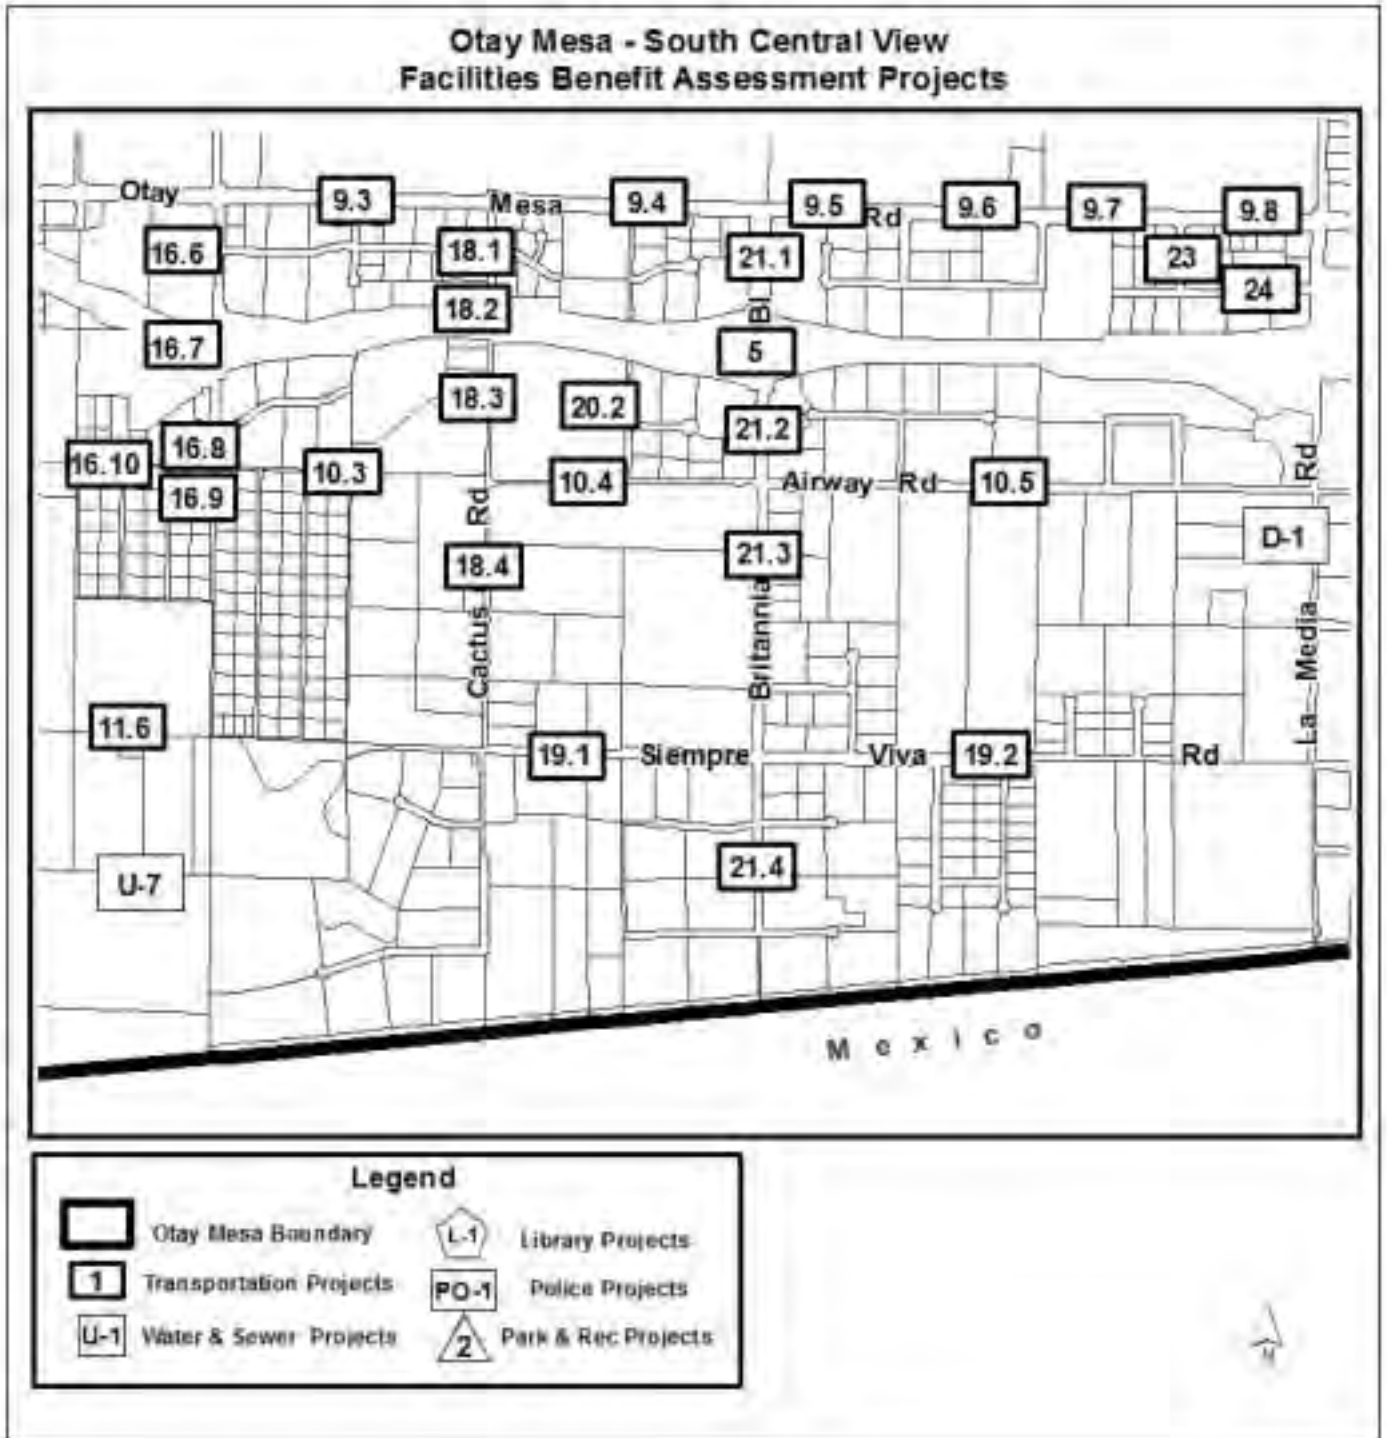 Otay Mesa - South Central View
Facilities Benefit Assessment Projects
Otay
9.3
Mesa
9.4
9.5
Rd
9.6
9.7
9.8
16.6
18.1
21.1
23
24
18.2
Bl
16.7
5
18.3
20.2
21.2
16.8
16.10
10.3
Rd
16.9
10.4
Airway Rd
10.5
Rd
D-1
18.4
21.3
Cactus
Britannia
La Media
11.6
19.1
Siempre
Viva
19.2
Rd
U-7
21.4
Mexico
Legend
Otay Mesa Boundary
L-1
Library Projects
1
Transportation Projects
PO-1
Police Projects
U-1
Water & Sewer Projects
2
Park & Rec Projects
N